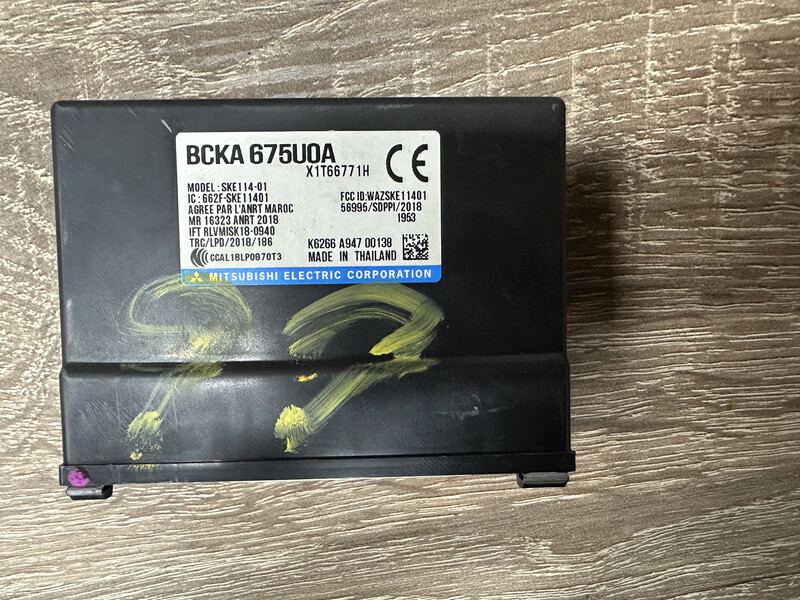 BCKA 675U0A
X1T66771H
CE
MODEL : SKE114-01
IC : 662F-SKE11401
FCC ID:WAZSKE11401
AGREE PAR L'ANRT MAROC
56995/SDPPI/2018
MR 16323 ANRT 2018
1953
IFT RLVMISK18-0940
TRC/LPD/2018/186
K6266 A947 00138
CCAL18LP0970T3
MADE IN THAILAND
MITSUBISHI ELECTRIC CORPORATION